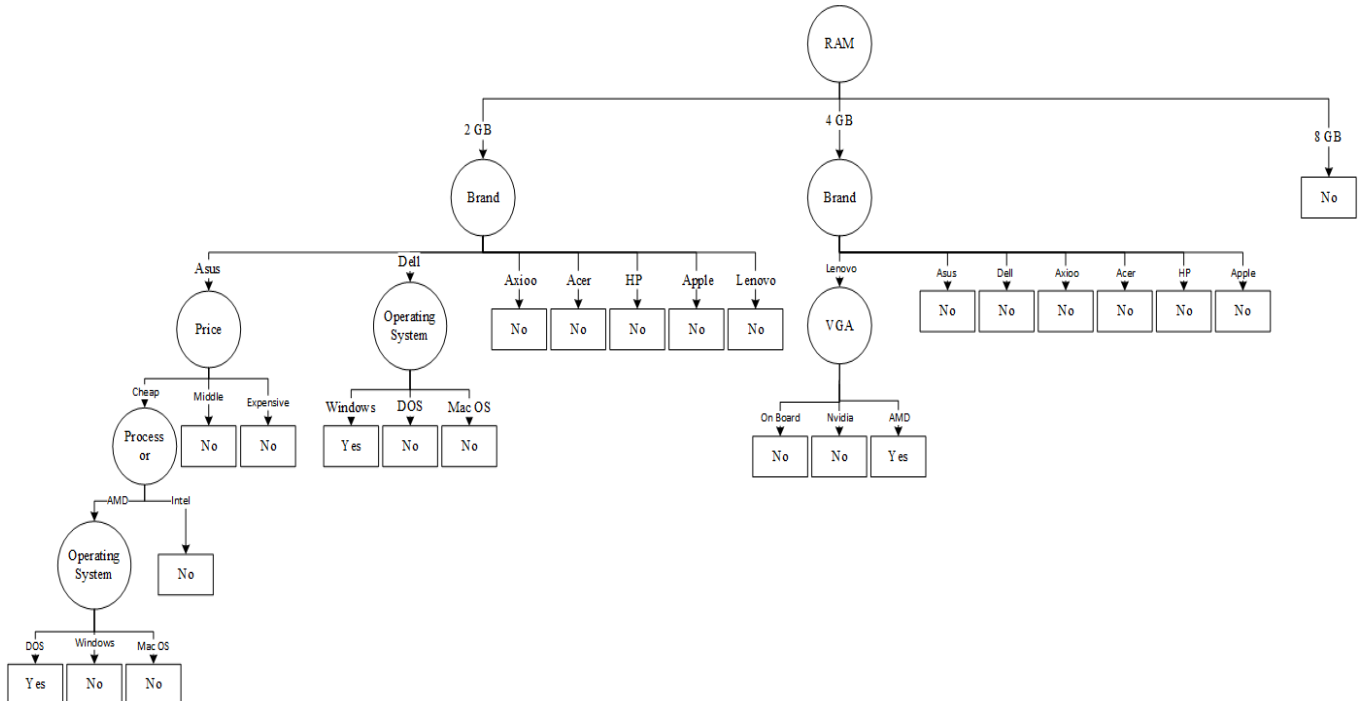 RAM
2 GB
4 GB
8 GB
Brand
Brand
No
Asus
Dell
Axioo
Acer
HP
Apple
Lenovo
Lenovo
Asus
Dell
Axioo
Acer
HP
Apple
Price
Operating
System
No
No
No
No
No
VGA
No
No
No
No
No
No
Cheap
Middle
Expensive
Windows
DOS
Mac OS
On Board
Nvidia
AMD
Process
or
No
No
Yes
No
No
No
No
Yes
AMD
Intel
Operating
System
No
DOS
Windows
Mac OS
Yes
No
No